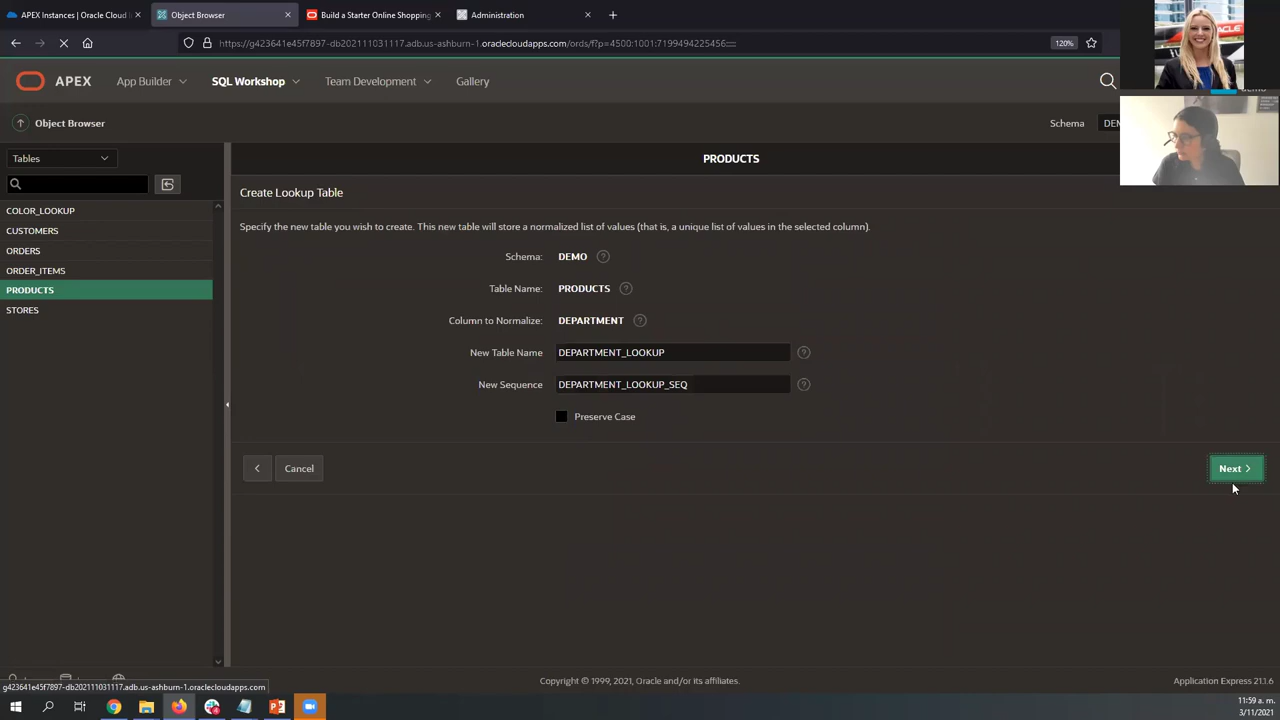 APEX Instances | Oracle Cloud I
Object Browser
Build a Starter Online Shopping
Administration
https://g423641e45f7897-db202111031117.adb.us-ashburn-1.oraclecloudapps.com/ords/f?p=4500:1001:7199494225456:::
120%
APEX
App Builder
SQL Workshop
Team Development
Gallery
Object Browser
Schema
Tables
PRODUCTS
Create Lookup Table
COLOR_LOOKUP
CUSTOMERS
ORDERS
ORDER_ITEMS
PRODUCTS
STORES
Specify the new table you wish to create. This new table will store a normalized list of values (that is, a unique list of values in the selected column).
Schema: DEMO
Table Name: PRODUCTS
Column to Normalize: DEPARTMENT
New Table Name DEPARTMENT_LOOKUP
New Sequence DEPARTMENT_LOOKUP_SEQ
Preserve Case
Cancel
Next
Copyright © 1999, 2021, Oracle and/or its affiliates.
g423641e45f7897-db202111031117.adb.us-ashburn-1.oraclecloudapps.com
11:59 a. m.
3/11/2021